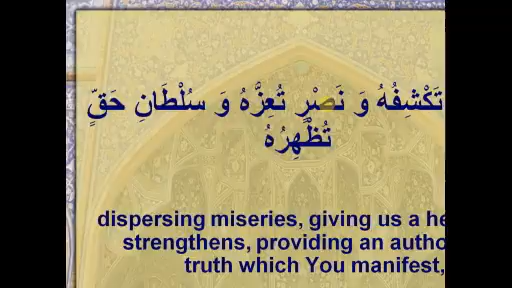 تَكْشِفُهُ وَ نَصْرٍ تُعِزَّهُ وَ سُلْطَانِ حَقٍّ
تُظْهِرُهُ
dispersing miseries, giving us a he
strengthens, providing an autho
truth which You manifest,